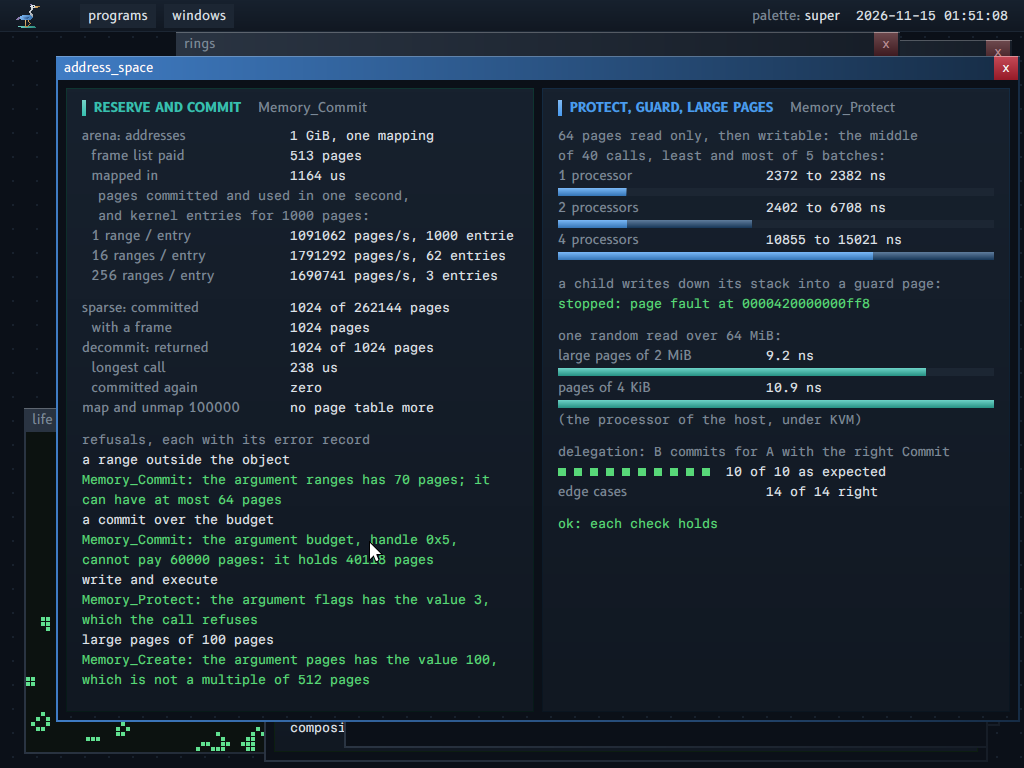 programs
windows
palette: super 2026-11-15 01:51:08
rings
x
x
address_space
x
RESERVE AND COMMIT Memory_Commit
arena: addresses 1 GiB, one mapping
frame list paid 513 pages
mapped in 1164 us
pages committed and used in one second,
and kernel entries for 1000 pages:
1 range / entry 1091062 pages/s, 1000 entrie
16 ranges / entry 1791292 pages/s, 62 entries
256 ranges / entry 1690741 pages/s, 3 entries
sparse: committed 1024 of 262144 pages
with a frame 1024 pages
decommit: returned 1024 of 1024 pages
longest call 238 us
committed again zero
map and unmap 100000 no page table more
refusals, each with its error record
a range outside the object
Memory_Commit: the argument ranges has 70 pages; it
can have at most 64 pages
a commit over the budget
Memory_Commit: the argument budget, handle 0x5,
cannot pay 60000 pages: it holds pages
write and execute
Memory_Protect: the argument flags has the value 3,
which the call refuses
large pages of 100 pages
Memory_Create: the argument pages has the value 100,
which is not a multiple of 512 pages
PROTECT, GUARD, LARGE PAGES Memory_Protect
64 pages read only, then writable: the middle
of 40 calls, least and most of 5 batches:
1 processor 2372 to 2382 ns
2 processors 2402 to 6708 ns
4 processors 10855 to 15021 ns
a child writes down its stack into a guard page:
stopped: page fault at 0000420000000ff8
one random read over 64 MiB:
large pages of 2 MiB 9.2 ns
pages of 4 KiB 10.9 ns
(the processor of the host, under KVM)
delegation: B commits for A with the right Commit
10 of 10 as expected
edge cases 14 of 14 right
ok: each check holds
life
composi